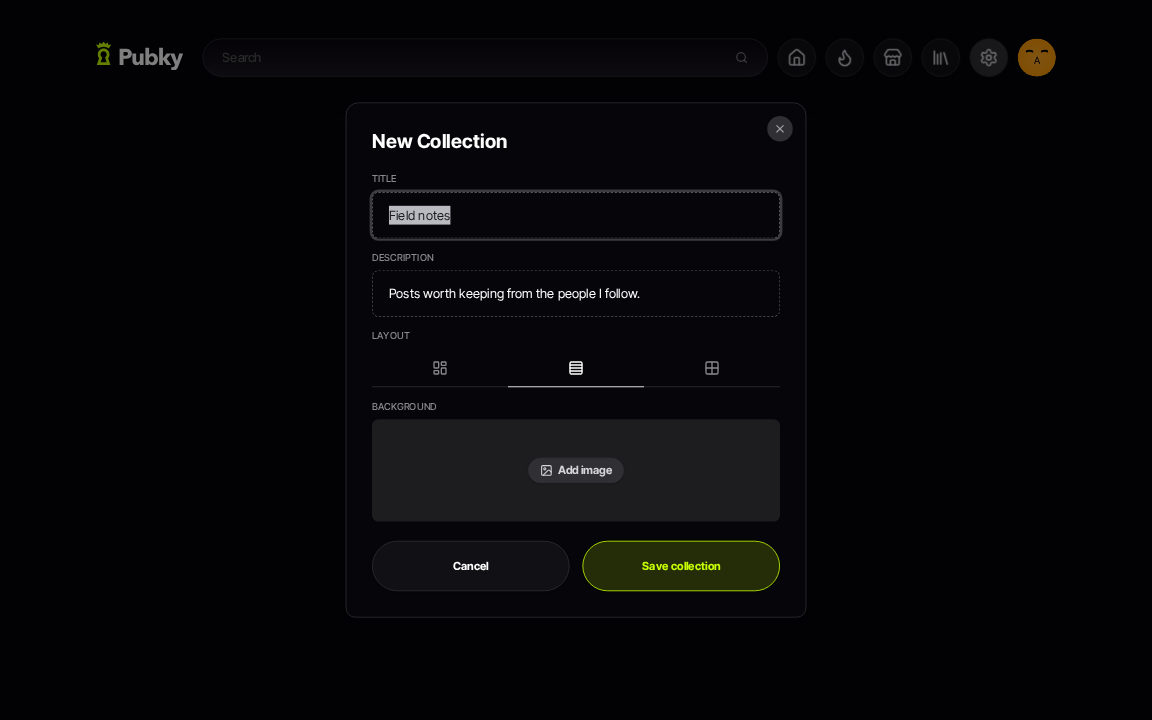 Pubky
Search
A
New Collection
TITLE
Field notes
DESCRIPTION
Posts worth keeping from the people I follow.
LAYOUT
BACKGROUND
Add image
Cancel
Save collection